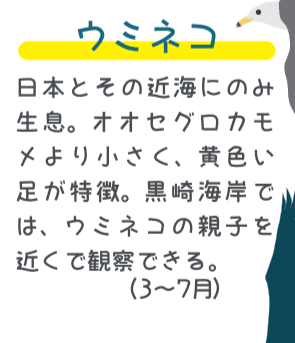 ウミネコ
日本とその近海にのみ
生息。オオセグロカモ
メより小さく、黄色い
足が特徴。黒崎海岸で
は、ウミネコの親子を
近くで観察できる。
(3〜7月)